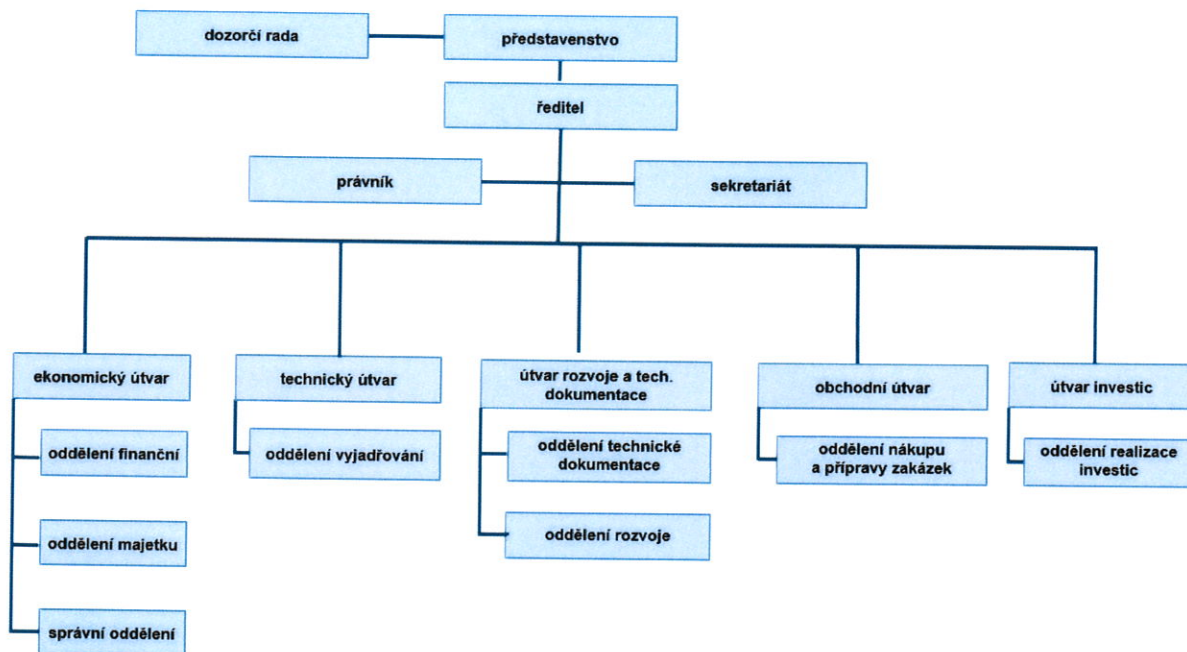 dozorčí rada
představenstvo
ředitel
právník
sekretariát
ekonomický útvar
oddělení finanční
oddělení majetku
správní oddělení
technický útvar
oddělení vyjadřování
útvar rozvoje a tech.
dokumentace
oddělení technické
dokumentace
oddělení rozvoje
obchodní útvar
oddělení nákupu
a přípravy zakázek
útvar investic
oddělení realizace
investic